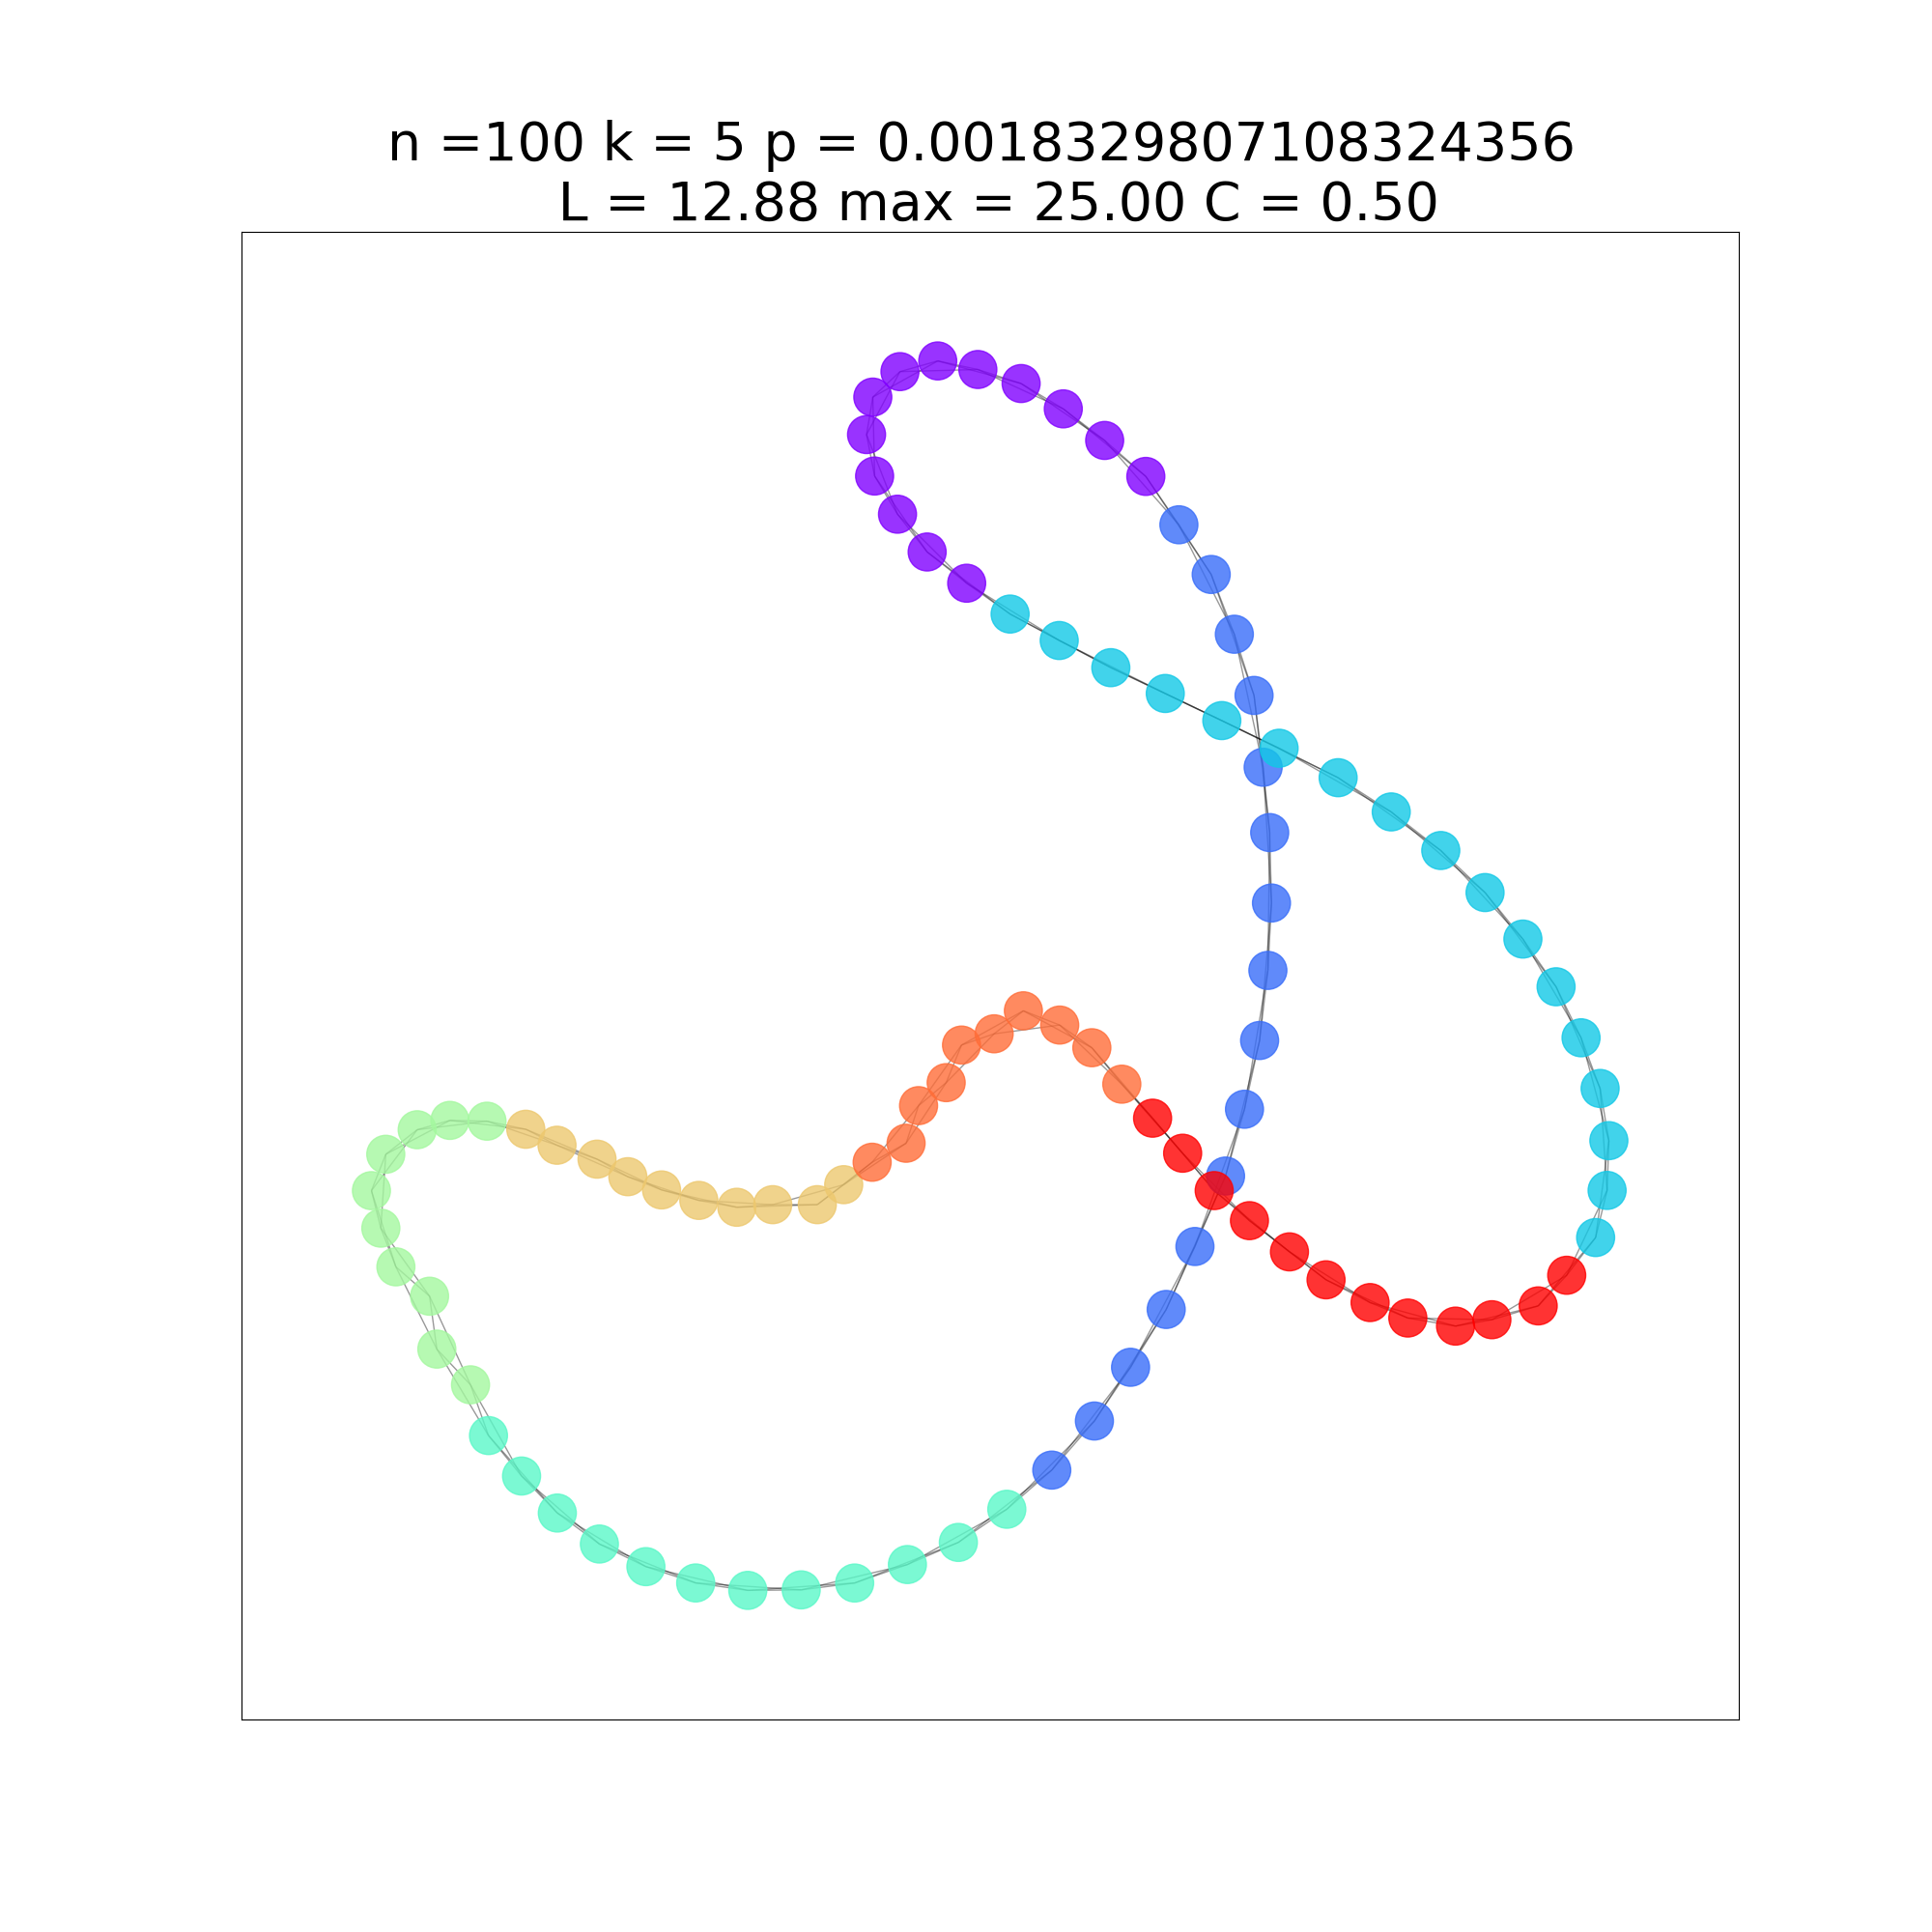 n =100 k = 5 p = 0.0018329807108324356
L = 12.88 max = 25.00 C = 0.50